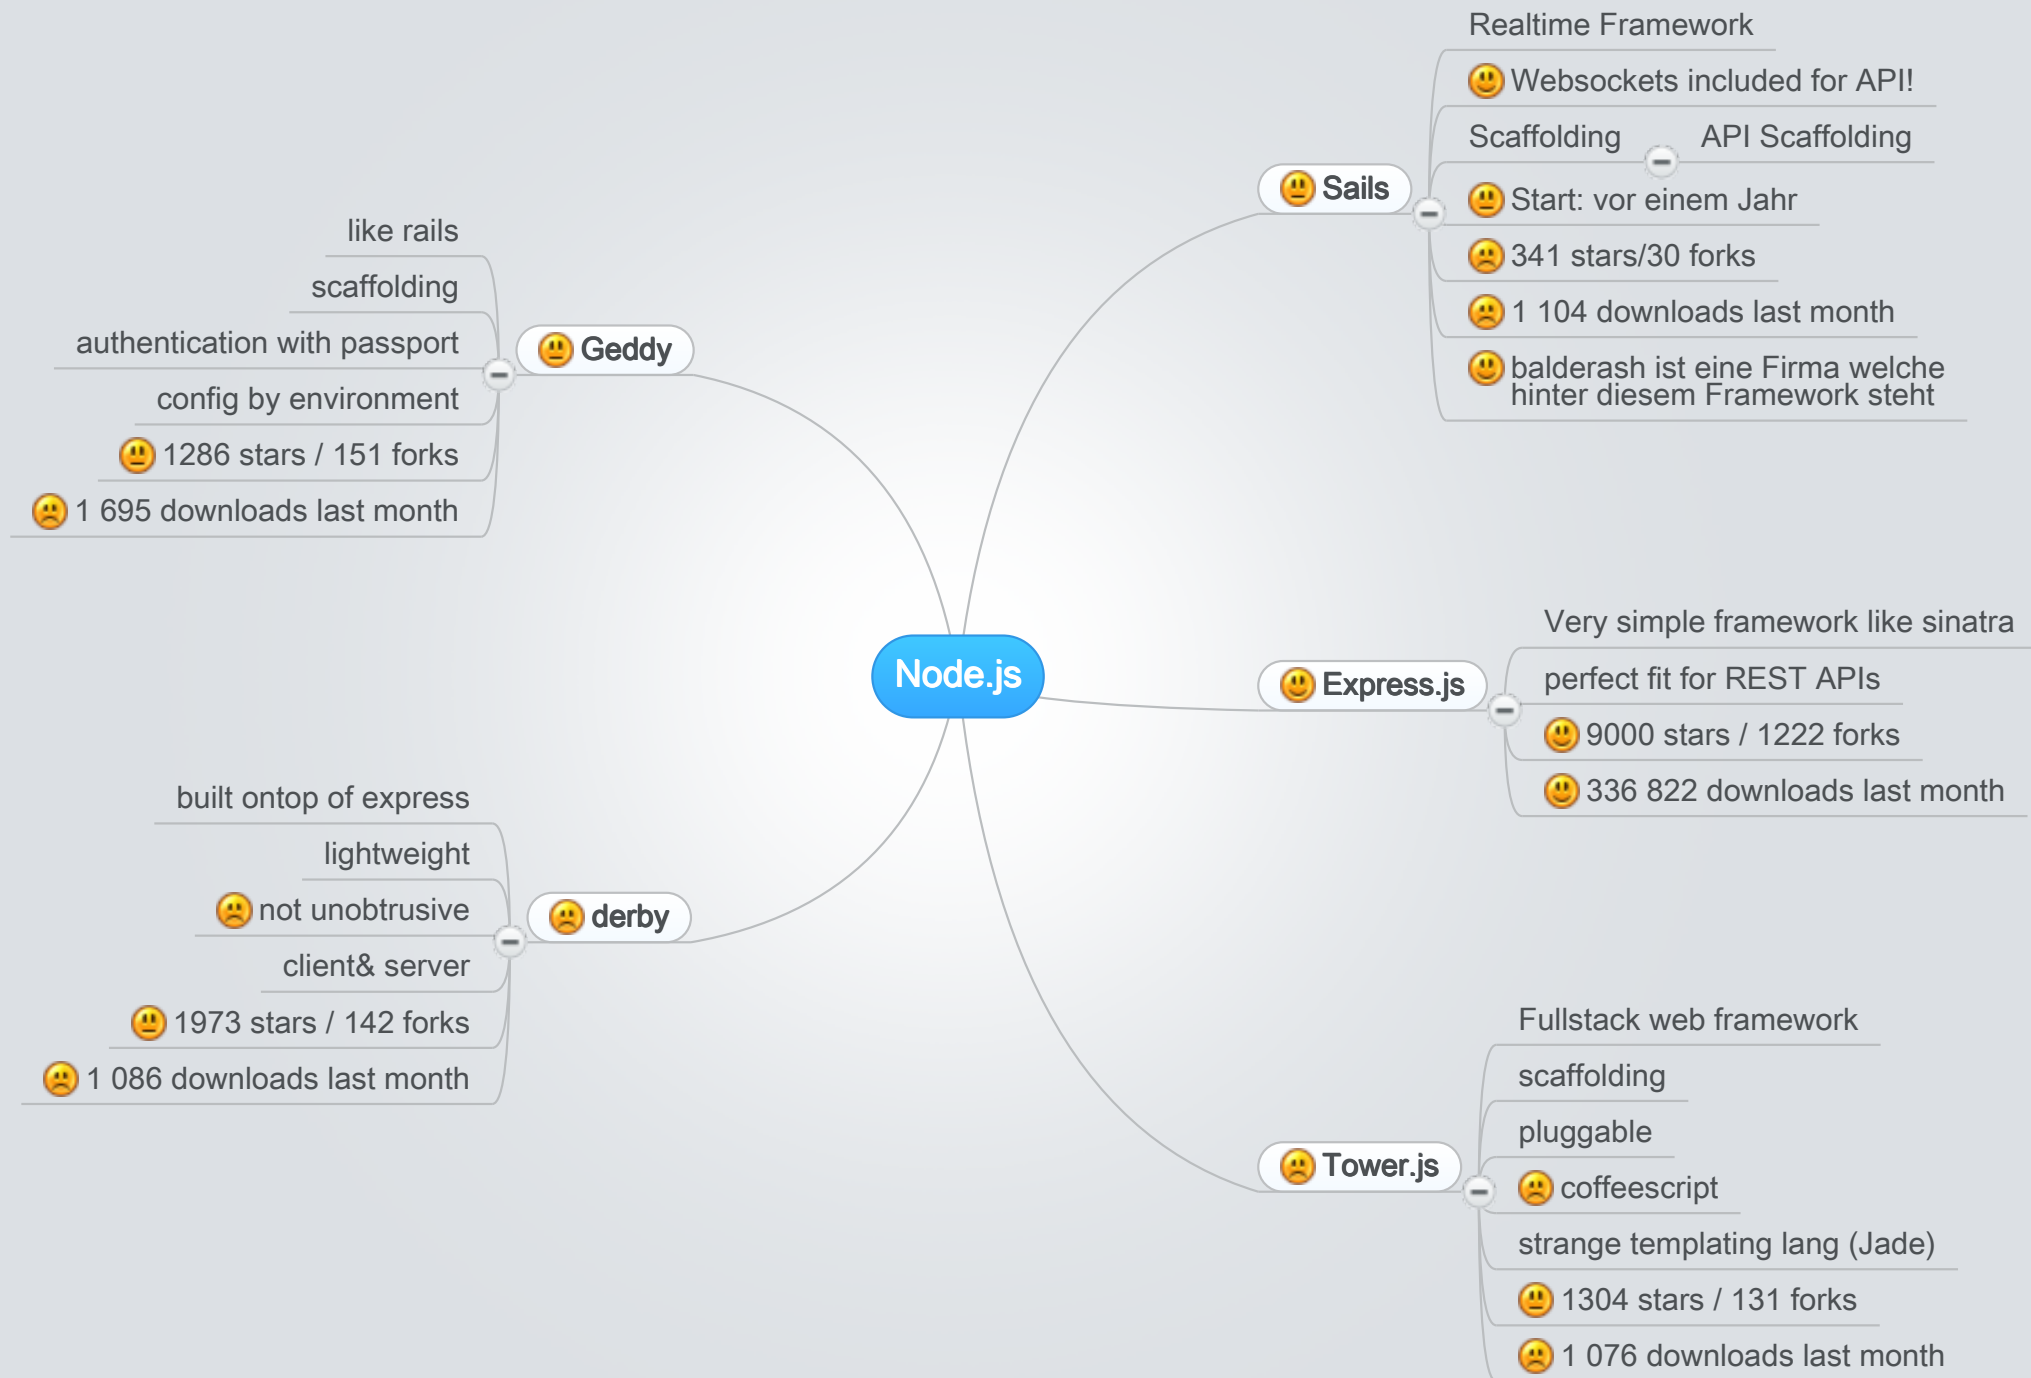 Node.js
Sails
Realtime Framework
Websockets included for API!
Scaffolding
API Scaffolding
Start: vor einem Jahr
341 stars/30 forks
1 104 downloads last month
balderash ist eine Firma welche
hinter diesem Framework steht
Express.js
Very simple framework like sinatra
perfect fit for REST APIs
9000 stars / 1222 forks
336 822 downloads last month
Tower.js
Fullstack web framework
scaffolding
pluggable
coffeescript
strange templating lang (Jade)
1304 stars / 131 forks
1 076 downloads last month
Geddy
like rails
scaffolding
authentication with passport
config by environment
1286 stars / 151 forks
1 695 downloads last month
derby
built ontop of express
lightweight
not unobtrusive
client& server
1973 stars / 142 forks
1 086 downloads last month